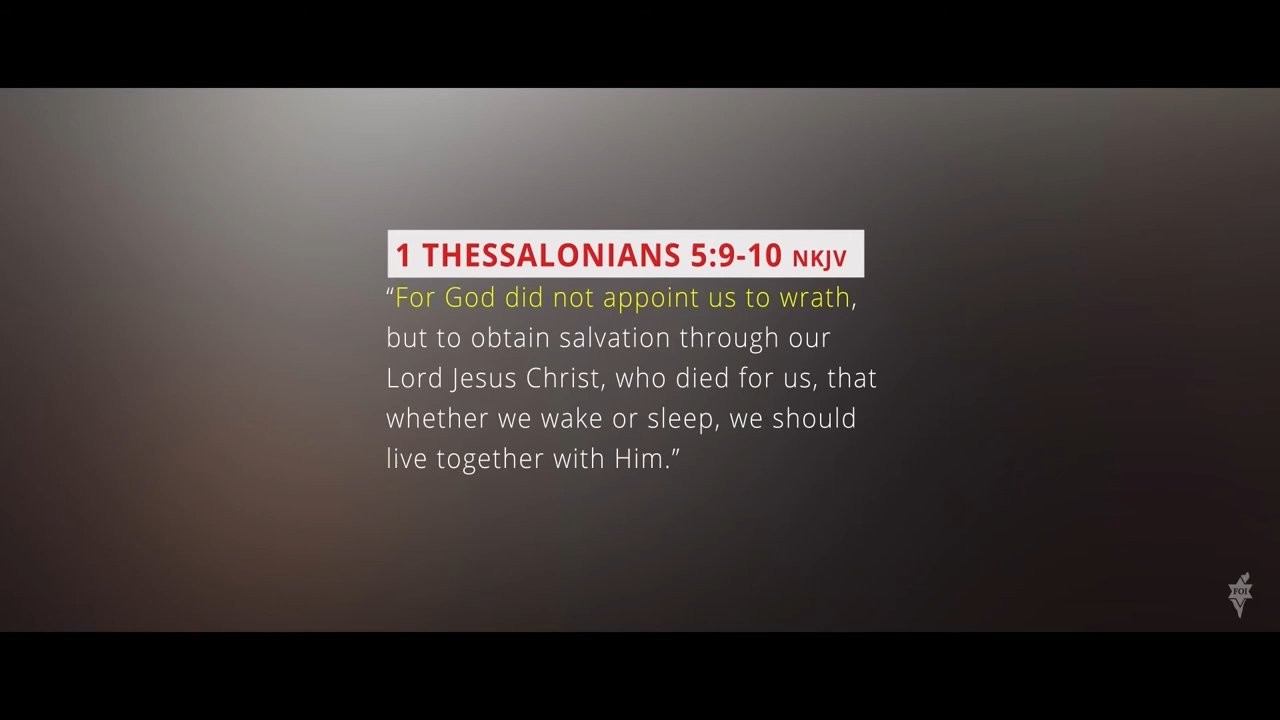 1 THESSALONIANS 5:9-10 NKJV
“For God did not appoint us to wrath,
but to obtain salvation through our
Lord Jesus Christ, who died for us, that
whether we wake or sleep, we should
live together with Him.”
FOI